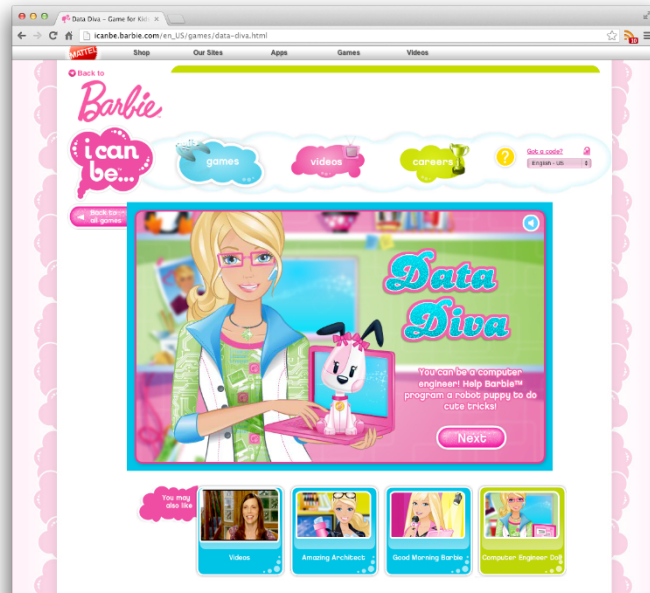 Data Diva – Game for Kids
icanbe.barbie.com/en_US/games/data-diva.html
10
MATTEL
Shop
Our Sites
Apps
Games
Videos
Back to
Barbie
i can
be...
games
videos
careers
?
Got a code?
English - US
Back to
all games
Data
Diva
You can be a computer
engineer! Help Barbie™
program a robot puppy to do
cute tricks!
Next
You may
also like
Videos
Amazing Architect
Good Morning Barbie
Computer Engineer Doll